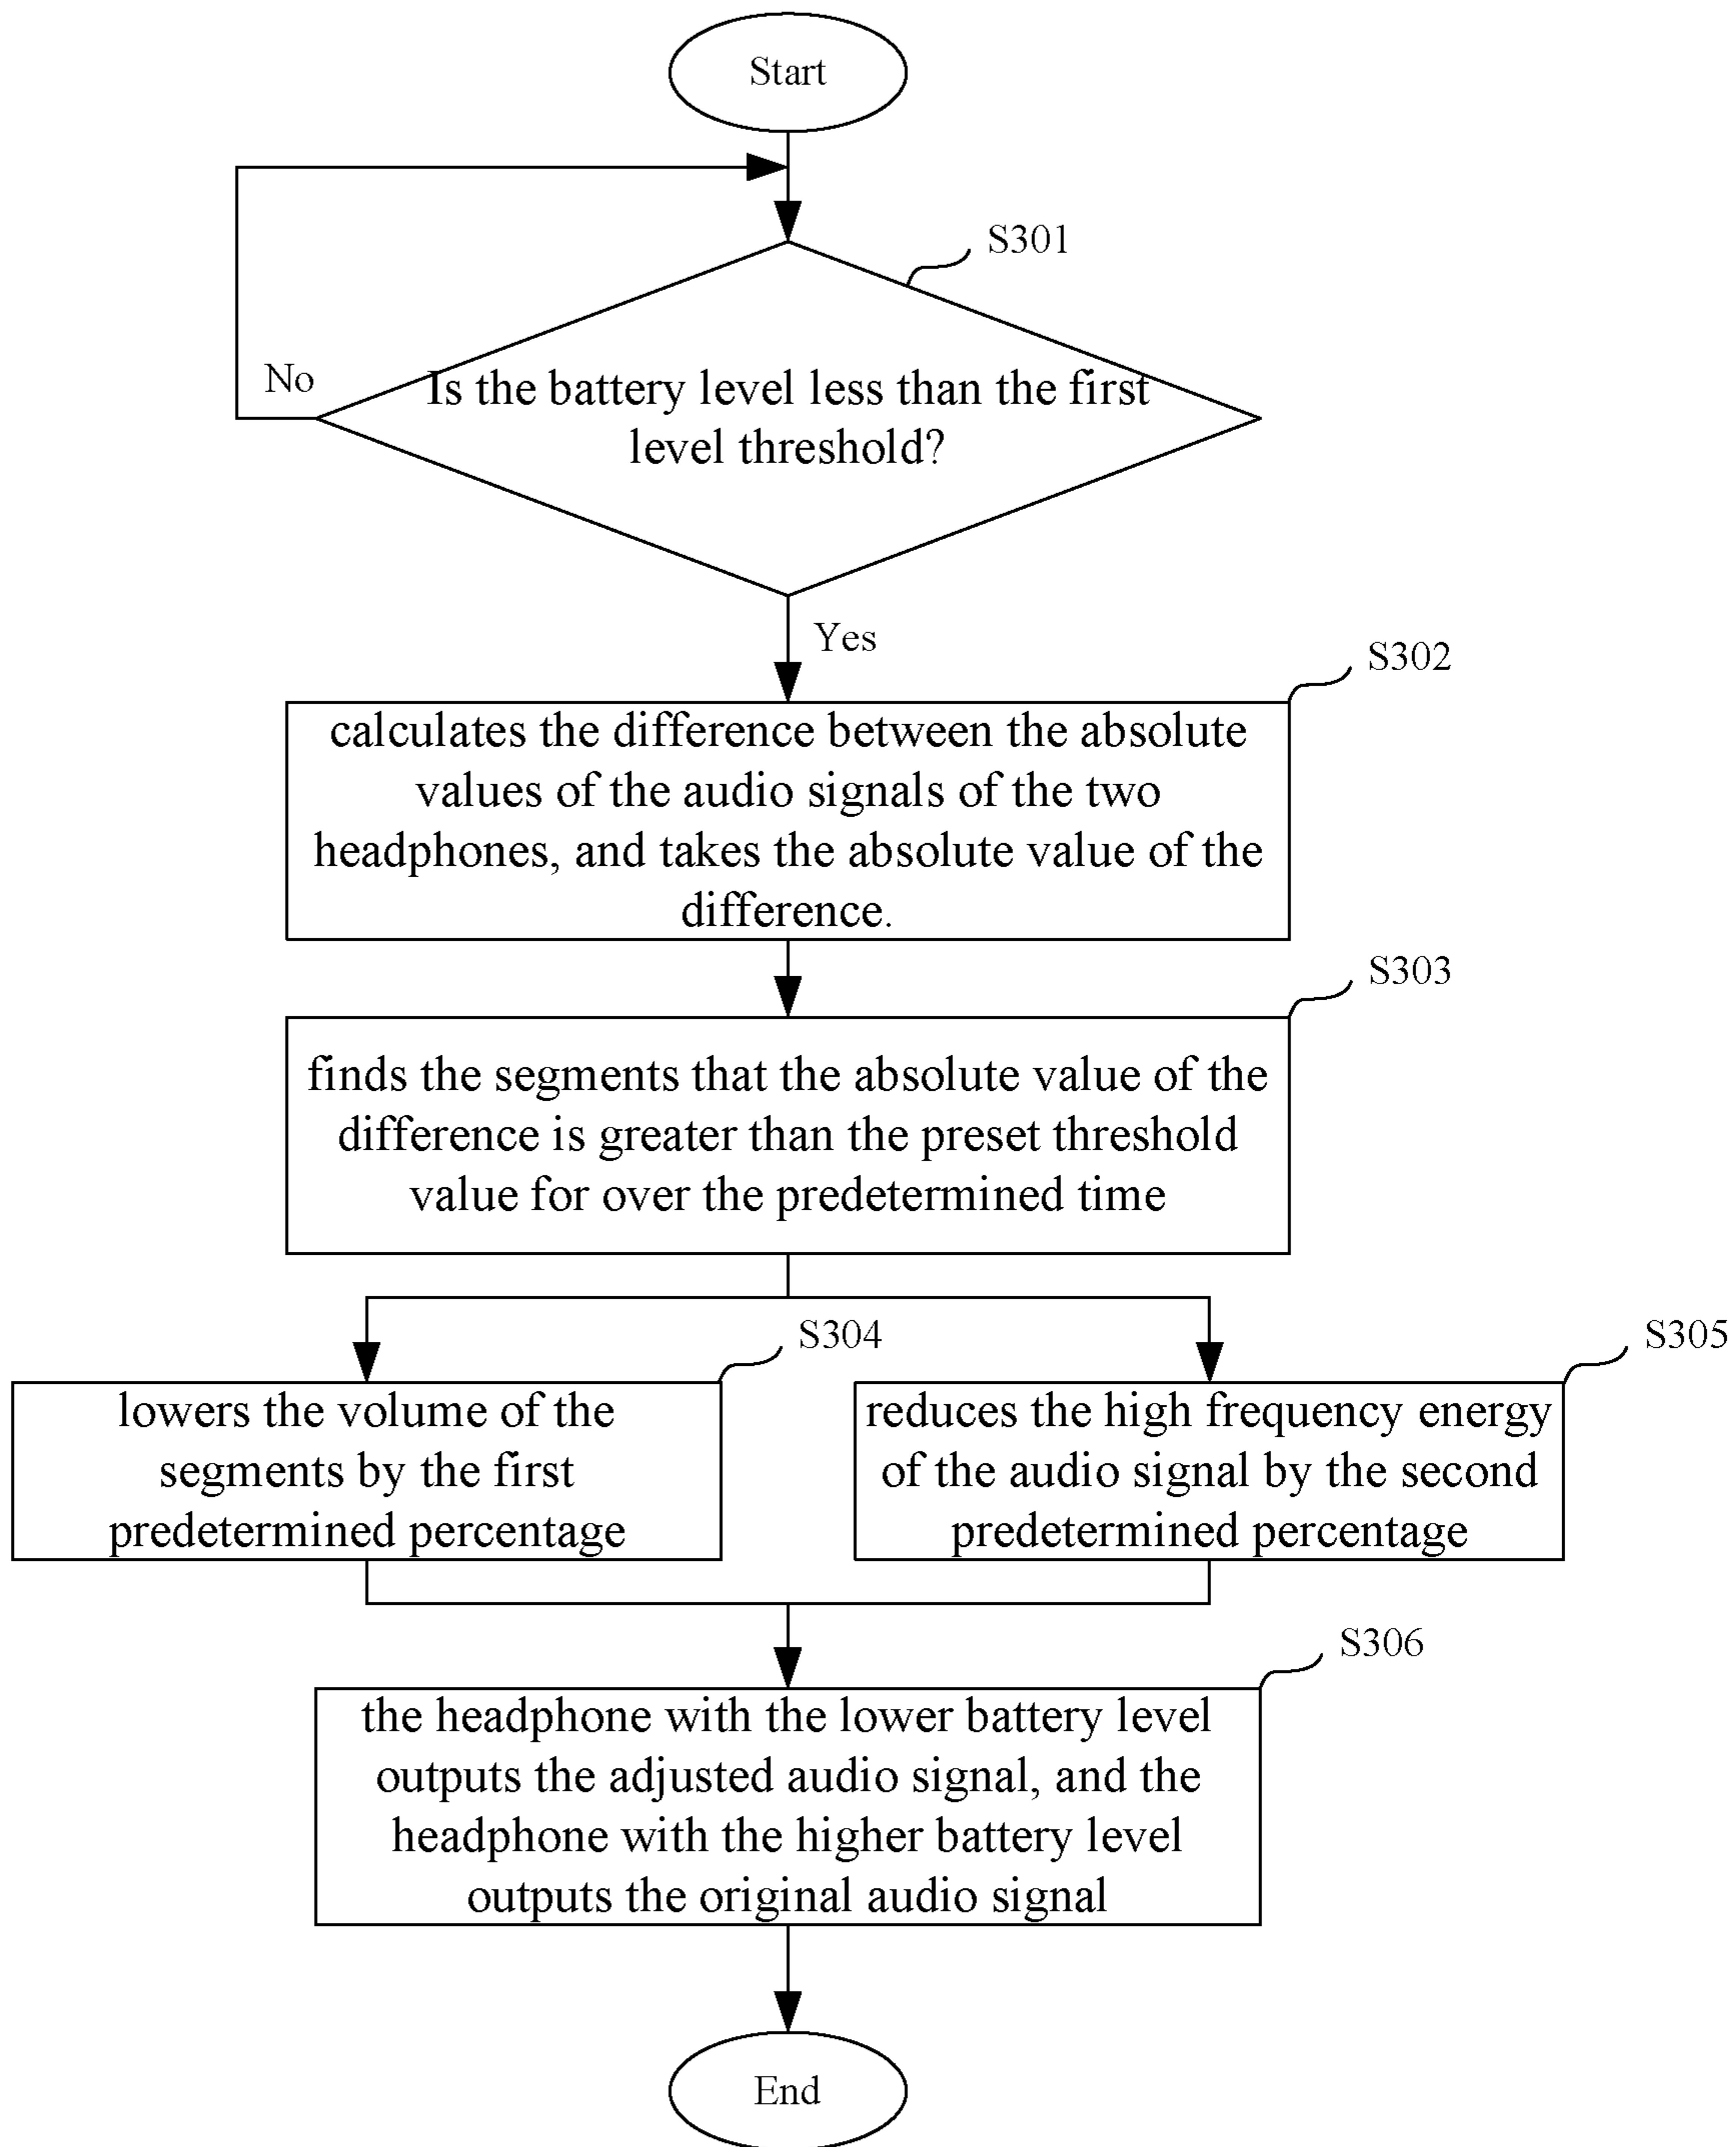 Start
S301
No
Is the battery level less than the first
level threshold?
Yes
S302
calculates the difference between the absolute
values of the audio signals of the two
headphones, and takes the absolute value of the
difference.
S303
finds the segments that the absolute value of the
difference is greater than the preset threshold
value for over the predetermined time
S304
lowers the volume of the
segments by the first
predetermined percentage
S305
reduces the high frequency energy
of the audio signal by the second
predetermined percentage
S306
the headphone with the lower battery level
outputs the adjusted audio signal, and the
headphone with the higher battery level
outputs the original audio signal
End